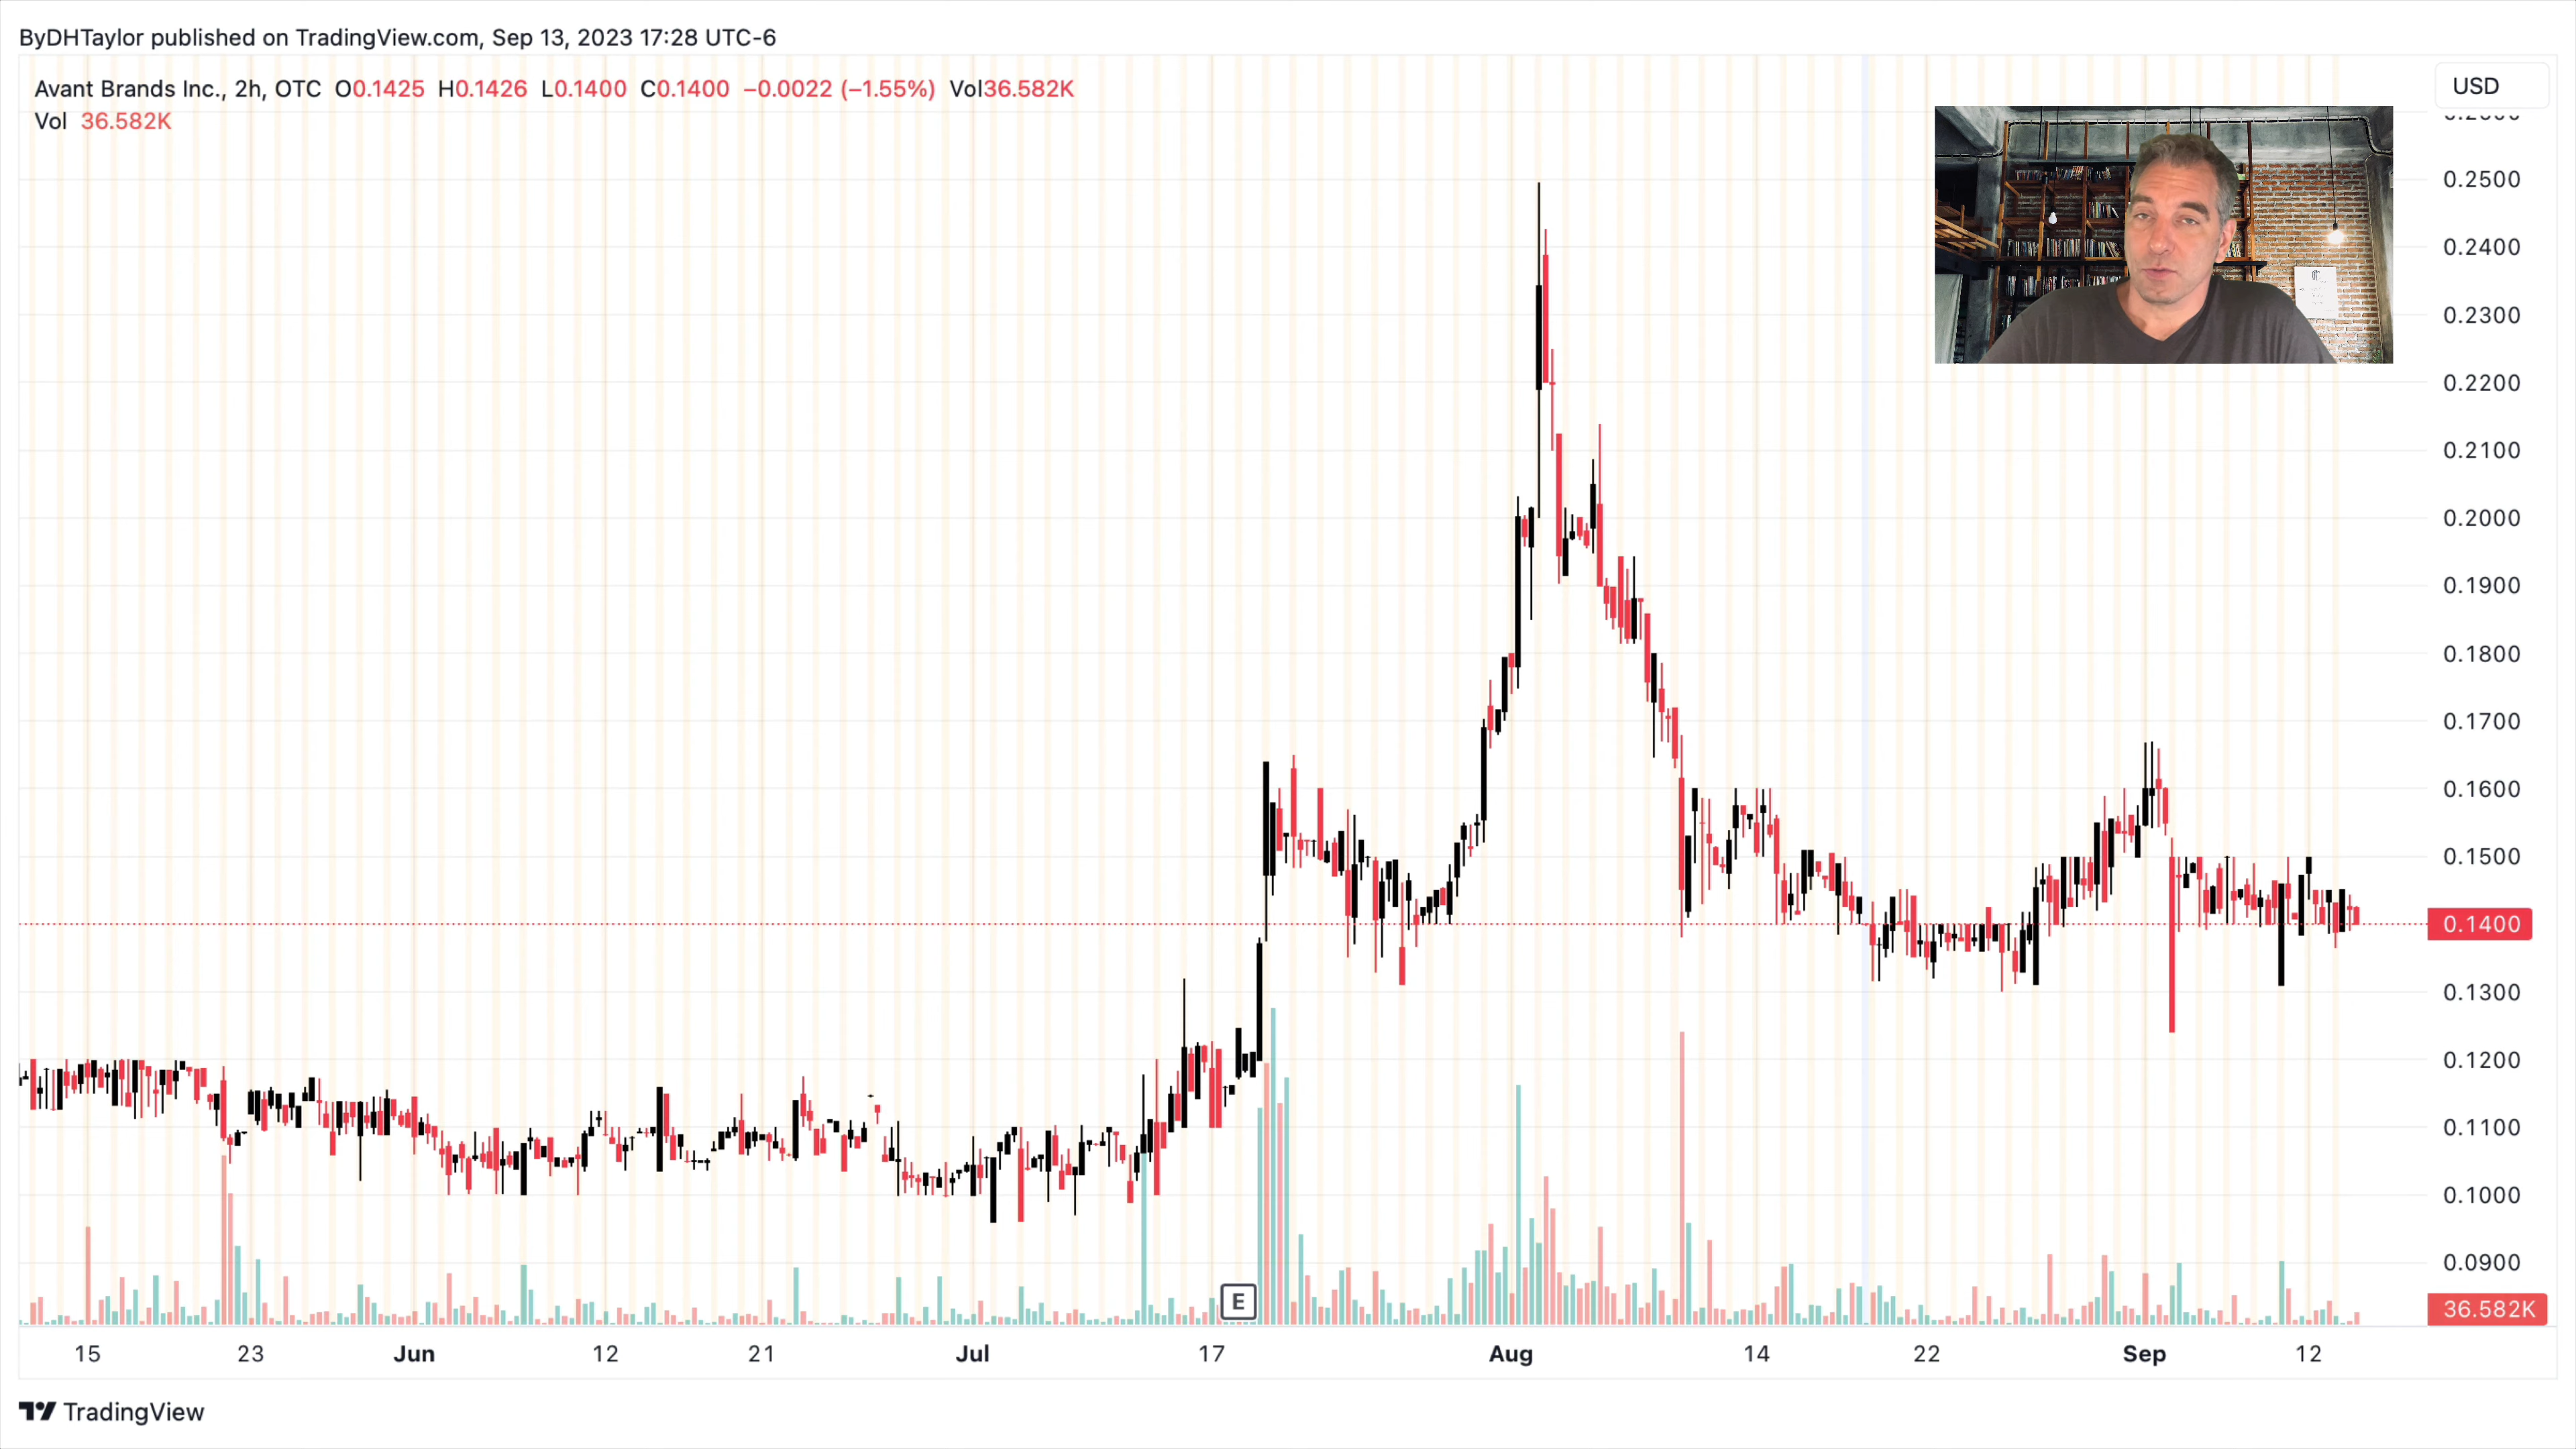 ByDHTaylor published on TradingView.com, Sep 13, 2023 17:28 UTC-6
Avant Brands Inc., 2h, OTC O0.1425 H0.1426 L0.1400 C0.1400 −0.0022 (−1.55%) Vol36.582K
Vol 36.582K
USD
0.2500
0.2400
0.2300
0.2200
0.2100
0.2000
0.1900
0.1800
0.1700
0.1600
0.1500
0.1400
0.1300
0.1200
0.1100
0.1000
0.0900
36.582K
E
15 23 Jun 12 21 Jul 17 Aug 14 22 Sep 12
TradingView